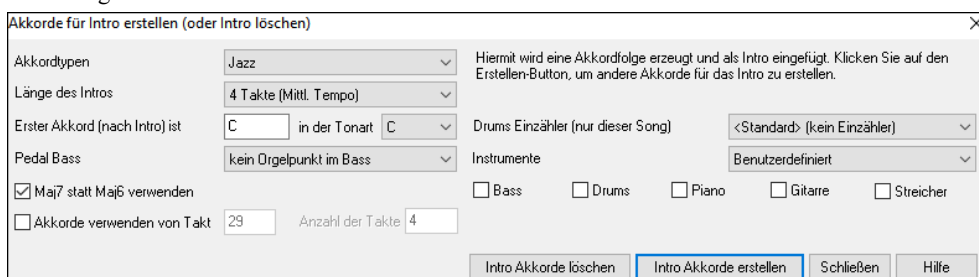 Akkorde für Intro erstellen (oder Intro löschen)
Akkordtypen
Jazz
Länge des Intros
4 Takte (Mittl. Tempo)
Erster Akkord (nach Intro) ist
C
in der Tonart
C
Pedal Bass
kein Orgelpunkt im Bass
Maj7 statt Maj6 verwenden
Akkorde verwenden von Takt
29
Anzahl der Takte
4
Hiermit wird eine Akkordfolge erzeugt und als Intro eingefügt. Klicken Sie auf den
Erstellen-Button, um andere Akkorde für das Intro zu erstellen.
Drums Einzähler (nur dieser Song)
<Standard> (kein Einzähler)
Instrumente
Benutzerdefiniert
Bass
Drums
Piano
Gitarre
Streicher
Intro Akkorde löschen
Intro Akkorde erstellen
Schließen
Hilfe